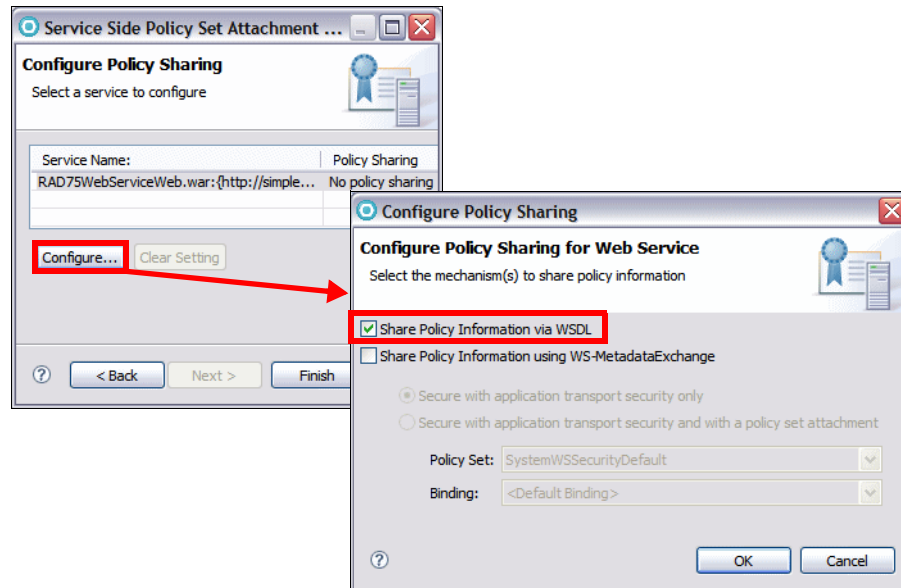 Service Side Policy Set Attachment ...
Configure Policy Sharing
Select a service to configure
Service Name: Policy Sharing
RAD75WebServiceWeb.war:{http://simple... No policy sharing
Configure... Clear Setting
? < Back Next > Finish
Configure Policy Sharing
Configure Policy Sharing for Web Service
Select the mechanism(s) to share policy information
Share Policy Information via WSDL
Share Policy Information using WS-MetadataExchange
Secure with application transport security only
Secure with application transport security and with a policy set attachment
Policy Set: SystemWSSecurityDefault
Binding: <Default Binding>
? OK Cancel